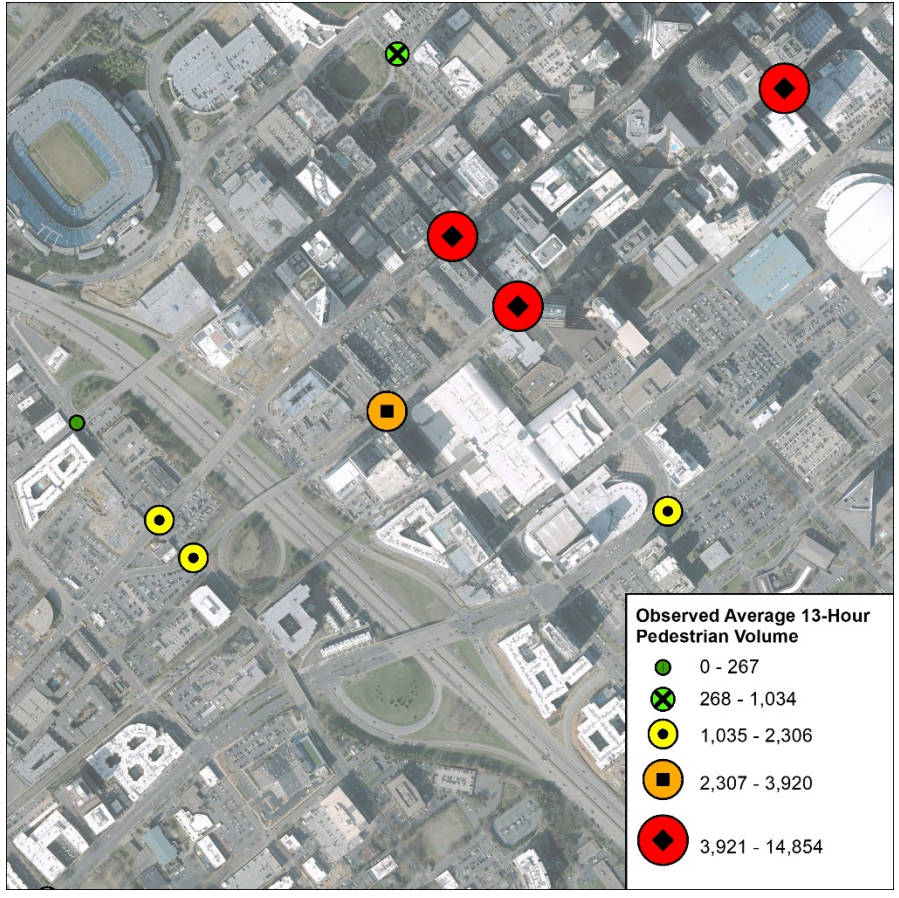 Observed Average 13-Hour
Pedestrian Volume
0 - 267
268 - 1,034
1,035 - 2,306
2,307 - 3,920
3,921 - 14,854